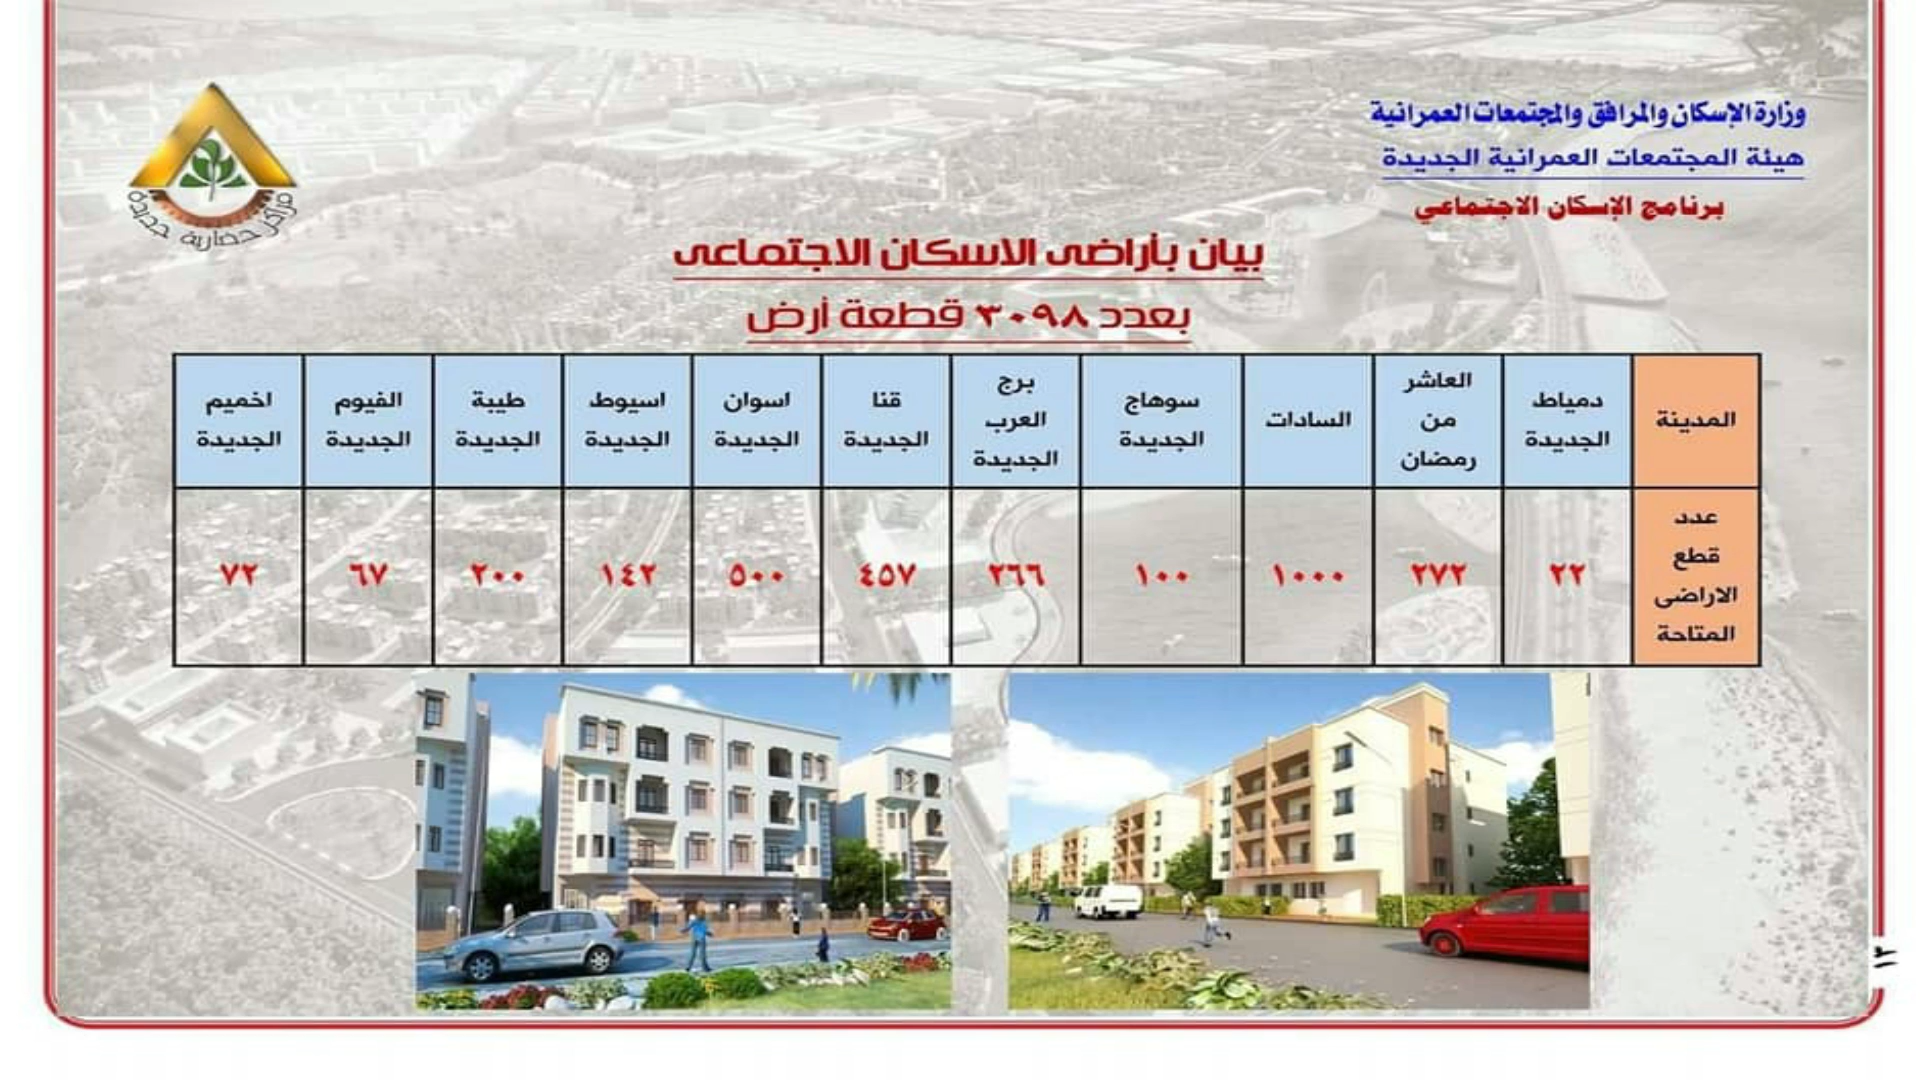 وزارة الإسكان والمرافق والمجتمعات العمرانية
هيئة المجتمعات العمرانية الجديدة
برنامج الإسكان الاجتماعي
مراكز حضارية جديدة
بيان بأراضى الاسكان الاجتماعى
بعدد ٣٠٩٨ قطعة أرض
المدينة
دمياط
الجديدة
العاشر
من
رمضان
السادات
سوهاج
الجديدة
برج
العرب
الجديدة
قنا
الجديدة
اسوان
الجديدة
اسيوط
الجديدة
طيبة
الجديدة
الفيوم
الجديدة
اخميم
الجديدة
عدد
قطع
الاراضى
المتاحة
٢٢
٢٧٢
١٠٠٠
١٠٠
٢٦٦
٤٥٧
٥٠٠
١٤٢
٢٠٠
٦٧
٧٢
١٢